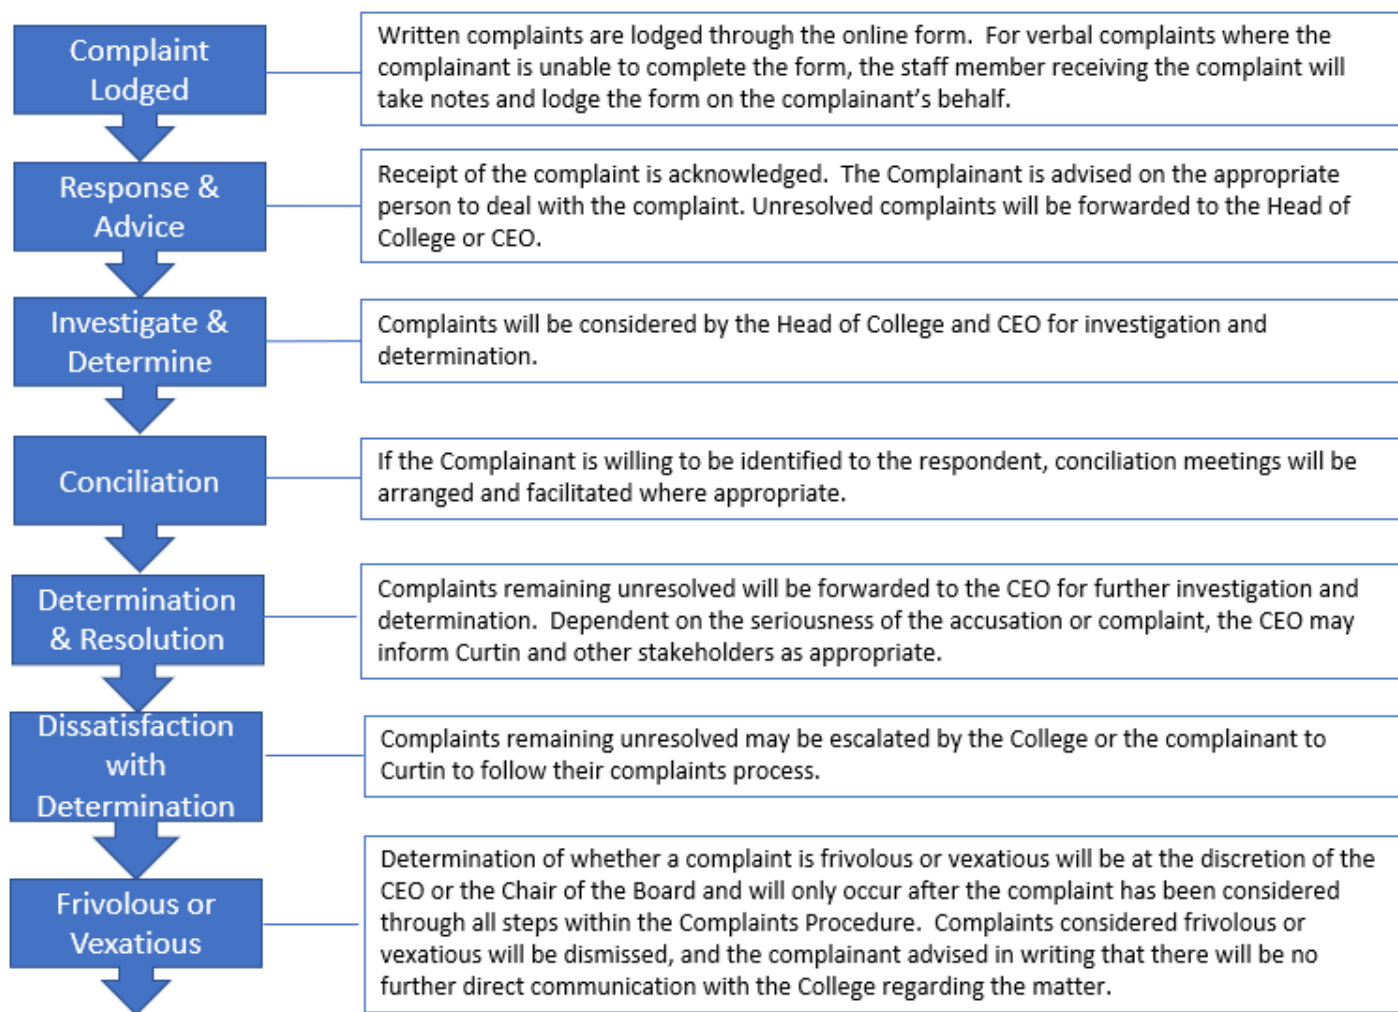 Complaint
Lodged
Written complaints are lodged through the online form.  For verbal complaints where the
complainant is unable to complete the form, the staff member receiving the complaint will
take notes and lodge the form on the complainant's behalf.
Response &
Advice
Receipt of the complaint is acknowledged.  The Complainant is advised on the appropriate
person to deal with the complaint. Unresolved complaints will be forwarded to the Head of
College or CEO.
Investigate &
Determine
Complaints will be considered by the Head of College and CEO for investigation and
determination.
Conciliation
If the Complainant is willing to be identified to the respondent, conciliation meetings will be
arranged and facilitated where appropriate.
Determination
& Resolution
Complaints remaining unresolved will be forwarded to the CEO for further investigation and
determination.  Dependent on the seriousness of the accusation or complaint, the CEO may
inform Curtin and other stakeholders as appropriate.
Dissatisfaction
with
Determination
Complaints remaining unresolved may be escalated by the College or the complainant to
Curtin to follow their complaints process.
Frivolous or
Vexatious
Determination of whether a complaint is frivolous or vexatious will be at the discretion of the
CEO or the Chair of the Board and will only occur after the complaint has been considered
through all steps within the Complaints Procedure.  Complaints considered frivolous or
vexatious will be dismissed, and the complainant advised in writing that there will be no
further direct communication with the College regarding the matter.